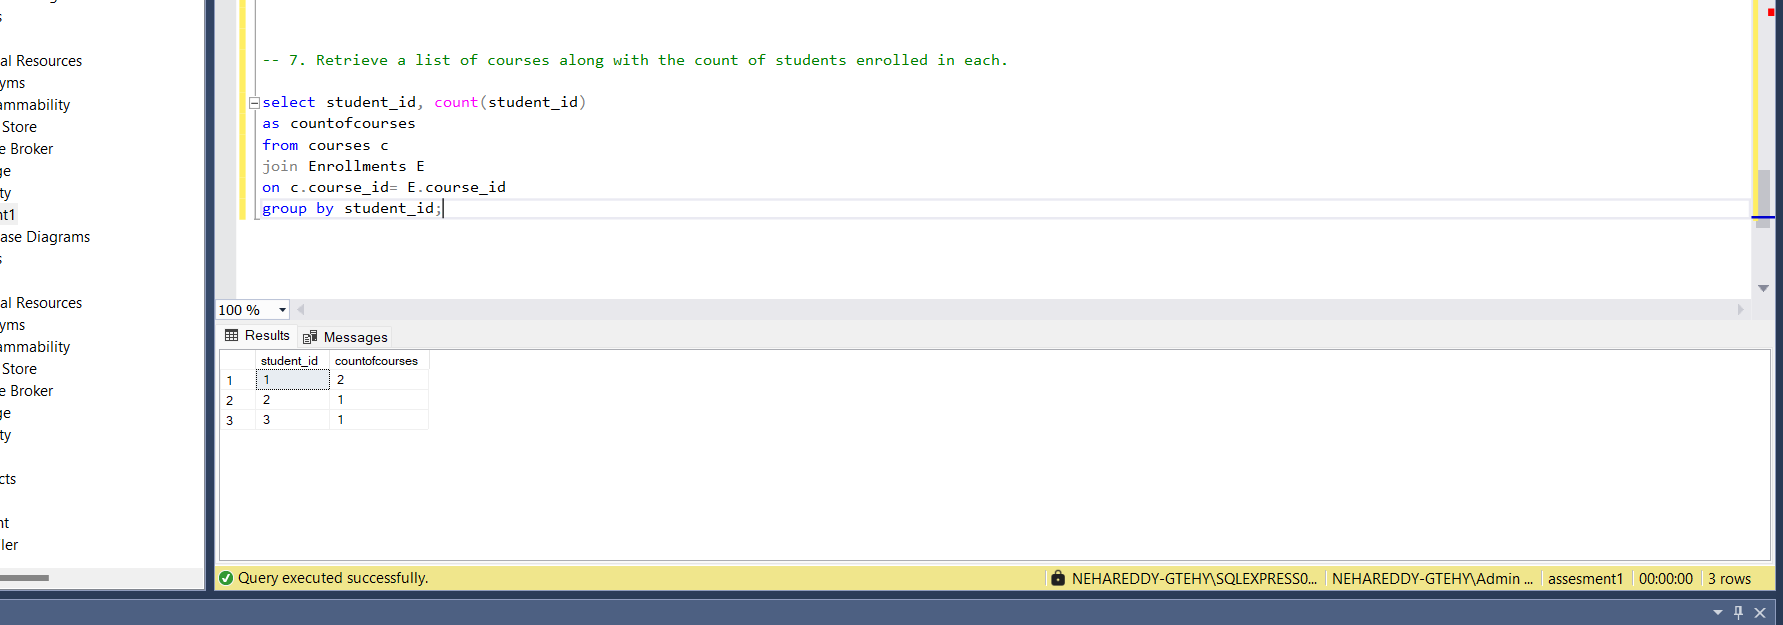 al Resources
yms
ammability
Store
e Broker
ge
ty
nt1
ase Diagrams
s
al Resources
yms
ammability
Store
e Broker
ge
ty
cts
nt
ler
-- 7. Retrieve a list of courses along with the count of students enrolled in each.
select student_id, count(student_id)
as countofcourses
from courses c
join Enrollments E
on c.course_id= E.course_id
group by student_id;
100 %
Results Messages
student_id countofcourses
1 1 2
2 2 1
3 3 1
Query executed successfully. NEHAREDDY-GTEHY\SQLEXPRESS0... NEHAREDDY-GTEHY\Admin ... assesment1 00:00:00 3 rows